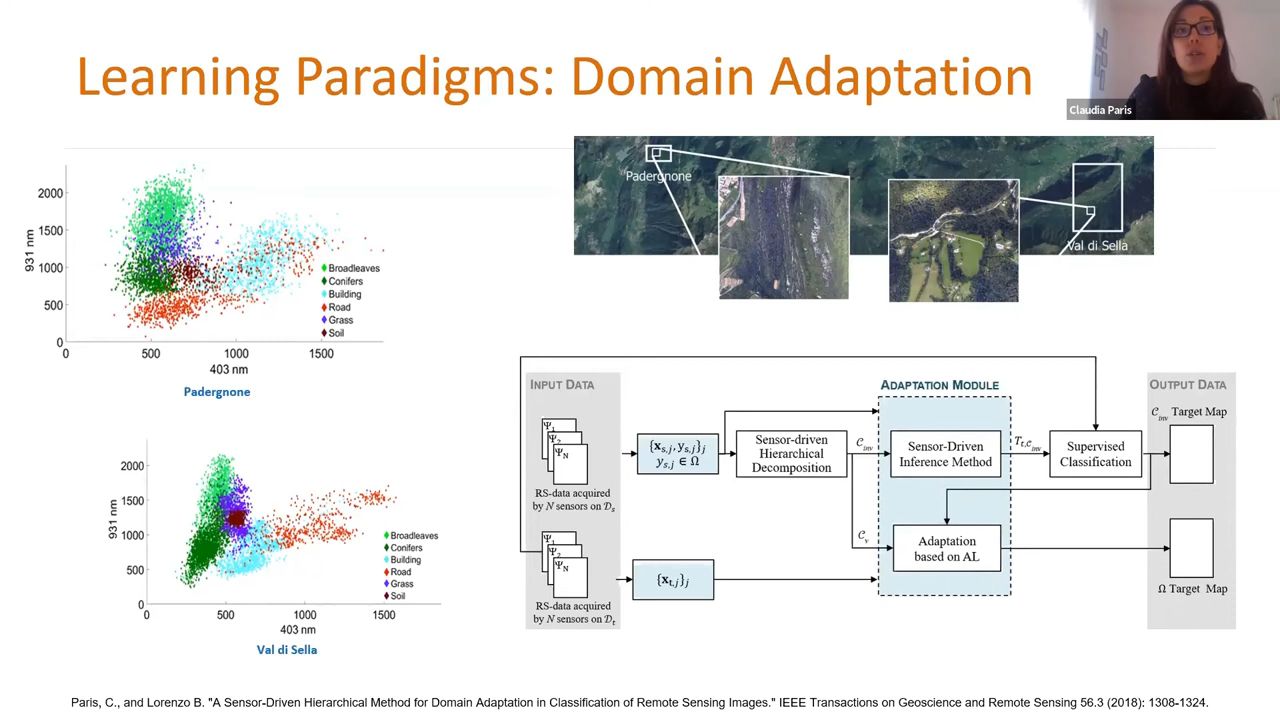 Learning Paradigms: Domain Adaptation
Claudia Paris
2000
1500
1000
500
0
931 nm
0
500
1000
1500
403 nm
Broadleaves
Conifers
Building
Road
Grass
Soil
Padergnone
2000
1500
1000
500
0
931 nm
0
500
1000
1500
403 nm
Broadleaves
Conifers
Building
Road
Grass
Soil
Val di Sella
Padergnone
Val di Sella
INPUT DATA
ADAPTATION MODULE
OUTPUT DATA
Ψ1
Ψ2
ΨN
RS-data acquired
by N sensors on 𝒟s
{xs,j, ys,j}j
ys,j ∈ Ω
Sensor-driven
Hierarchical
Decomposition
𝒞inv
Sensor-Driven
Inference Method
Tt,𝒞inv
Supervised
Classification
𝒞inv Target Map
𝒞v
Adaptation
based on AL
Ψ1
Ψ2
ΨN
RS-data acquired
by N sensors on 𝒟t
{xt,j}j
Ω Target Map
Paris, C., and Lorenzo B. "A Sensor-Driven Hierarchical Method for Domain Adaptation in Classification of Remote Sensing Images." IEEE Transactions on Geoscience and Remote Sensing 56.3 (2018): 1308-1324.